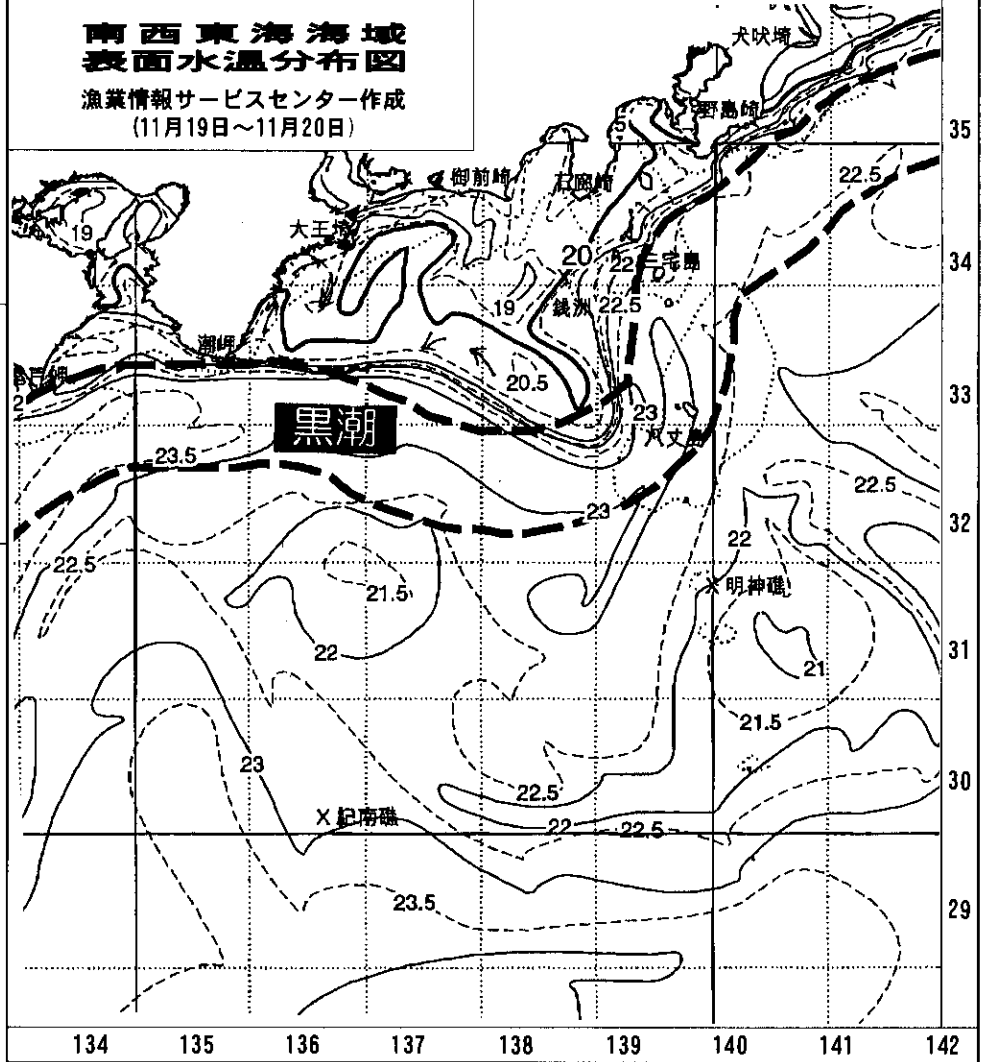 南西東海海域
表面水温分布図
漁業情報サービスセンター作成
(11月19日～11月20日)
犬吠埼
野島崎
35
御前崎
石廊崎
22.5
19
大王埼
20
22
三宅島
34
19
銭洲
22.5
潮岬
20.5
33
黒潮
23
八丈島
23.5
22.5
23
32
22
22.5
21.5
明神礁
22
31
21
21.5
23
22.5
30
紀南礁
22
22.5
23.5
29
134 135 136 137 138 139 140 141 142